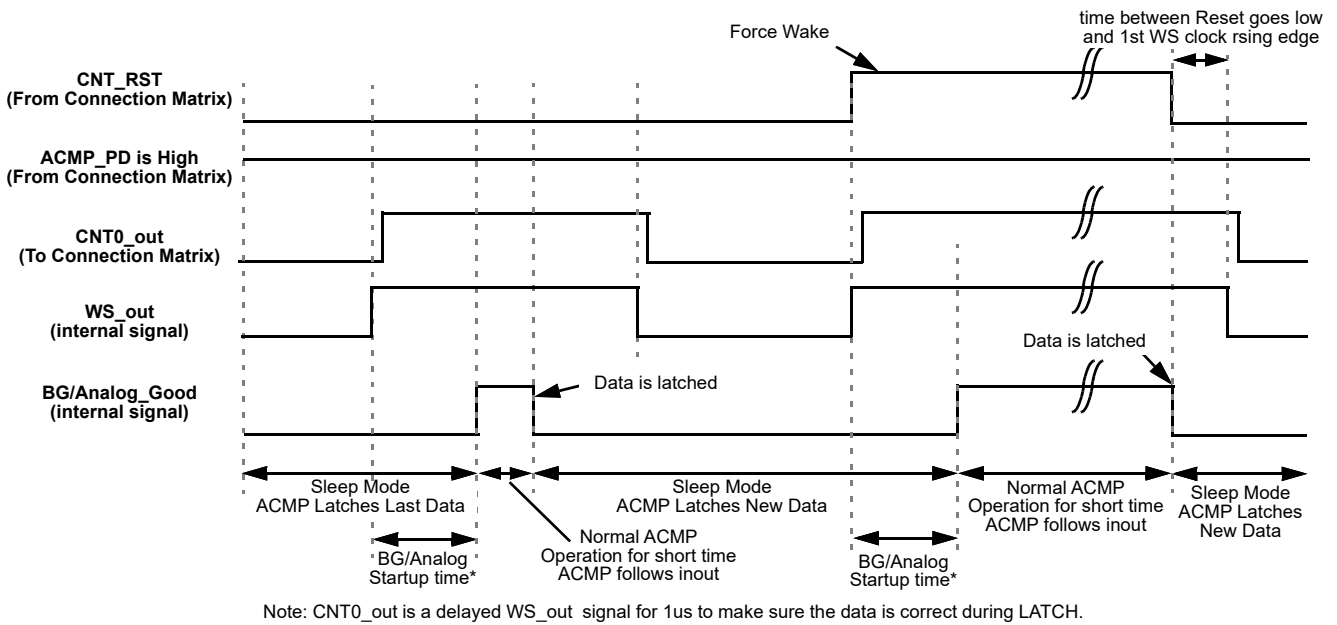 time between Reset goes low
and 1st WS clock rsing edge
Force Wake
CNT_RST
(From Connection Matrix)
ACMP_PD is High
(From Connection Matrix)
CNT0_out
(To Connection Matrix)
WS_out
(internal signal)
Data is latched
BG/Analog_Good
(internal signal)
Data is latched
Sleep Mode
ACMP Latches Last Data
Sleep Mode
ACMP Latches New Data
Normal ACMP
Operation for short time
ACMP follows inout
Sleep Mode
ACMP Latches
New Data
BG/Analog
Startup time*
Normal ACMP
Operation for short time
ACMP follows inout
BG/Analog
Startup time*
Note: CNT0_out is a delayed WS_out signal for 1us to make sure the data is correct during LATCH.